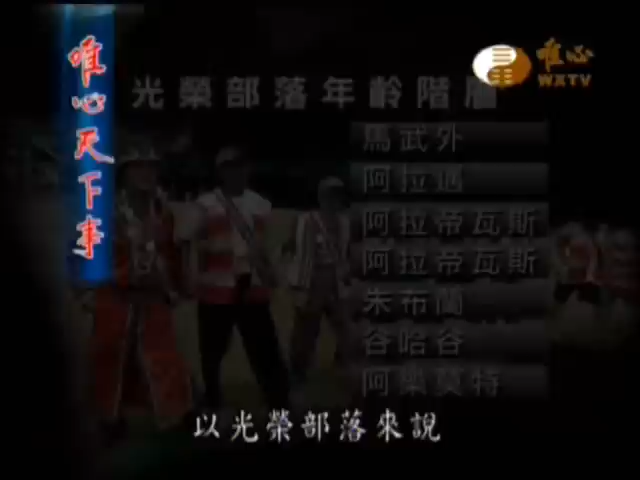 唯心天下事
唯心
WXTV
光榮部落年齡階層
馬武外
阿拉邁
阿拉帝瓦斯
阿拉帝瓦斯
朱布蘭
谷哈谷
阿樂莫特
以光榮部落來說